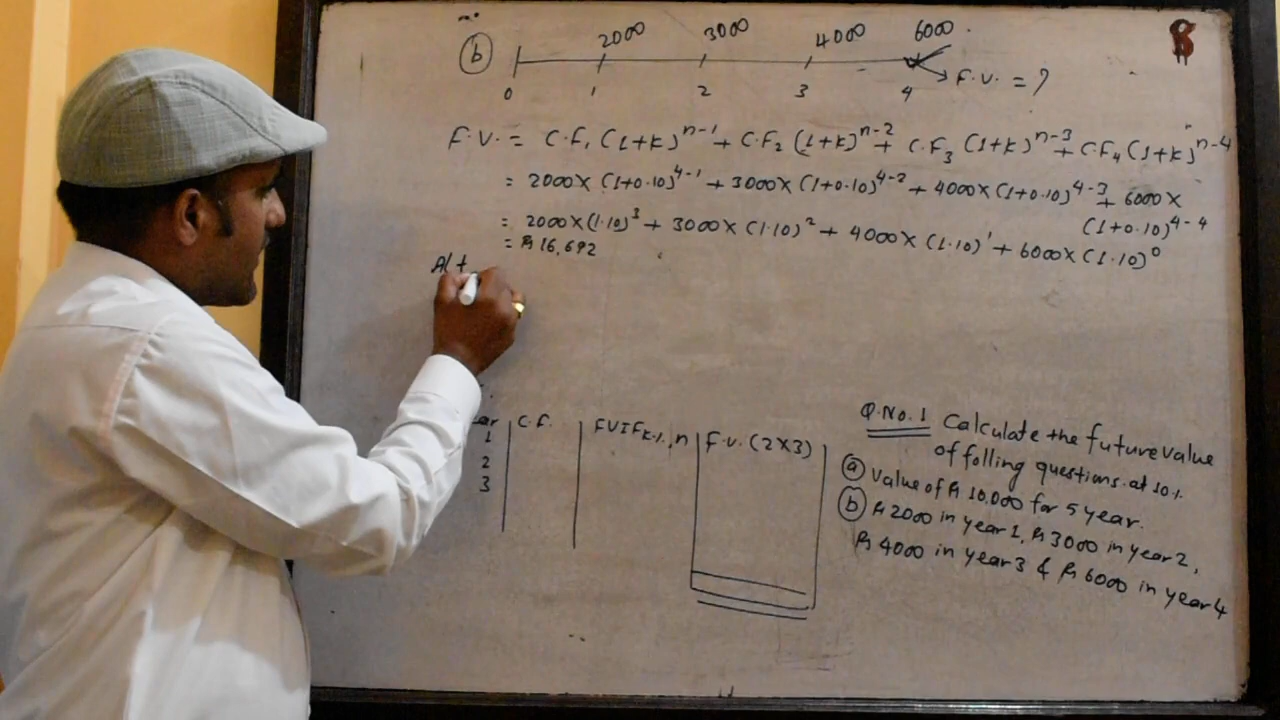 2000 3000 4000 6000
(b)
0 1 2 3 4 F.V. = ?
F.V. = C.F₁ (1+k)ⁿ⁻¹ + C.F₂ (1+k)ⁿ⁻² + C.F₃ (1+k)ⁿ⁻³ + C.F₄ (1+k)ⁿ⁻⁴
= 2000 × (1+0.10)⁴⁻¹ + 3000 × (1+0.10)⁴⁻² + 4000 × (1+0.10)⁴⁻³ + 6000 ×
(1+0.10)⁴⁻⁴
= 2000 × (1.10)³ + 3000 × (1.10)² + 4000 × (1.10)¹ + 6000 × (1.10)⁰
= Rs 16,692
Alt
ear C.F. FVIF k%, n F.V. (2×3)
1
2
3
Q.No. 1 Calculate the future value
of folling questions at 10%
(a) Value of Rs 10,000 for 5 year.
(b) Rs 2000 in year 1, Rs 3000 in year 2,
Rs 4000 in year 3 & Rs 6000 in year 4